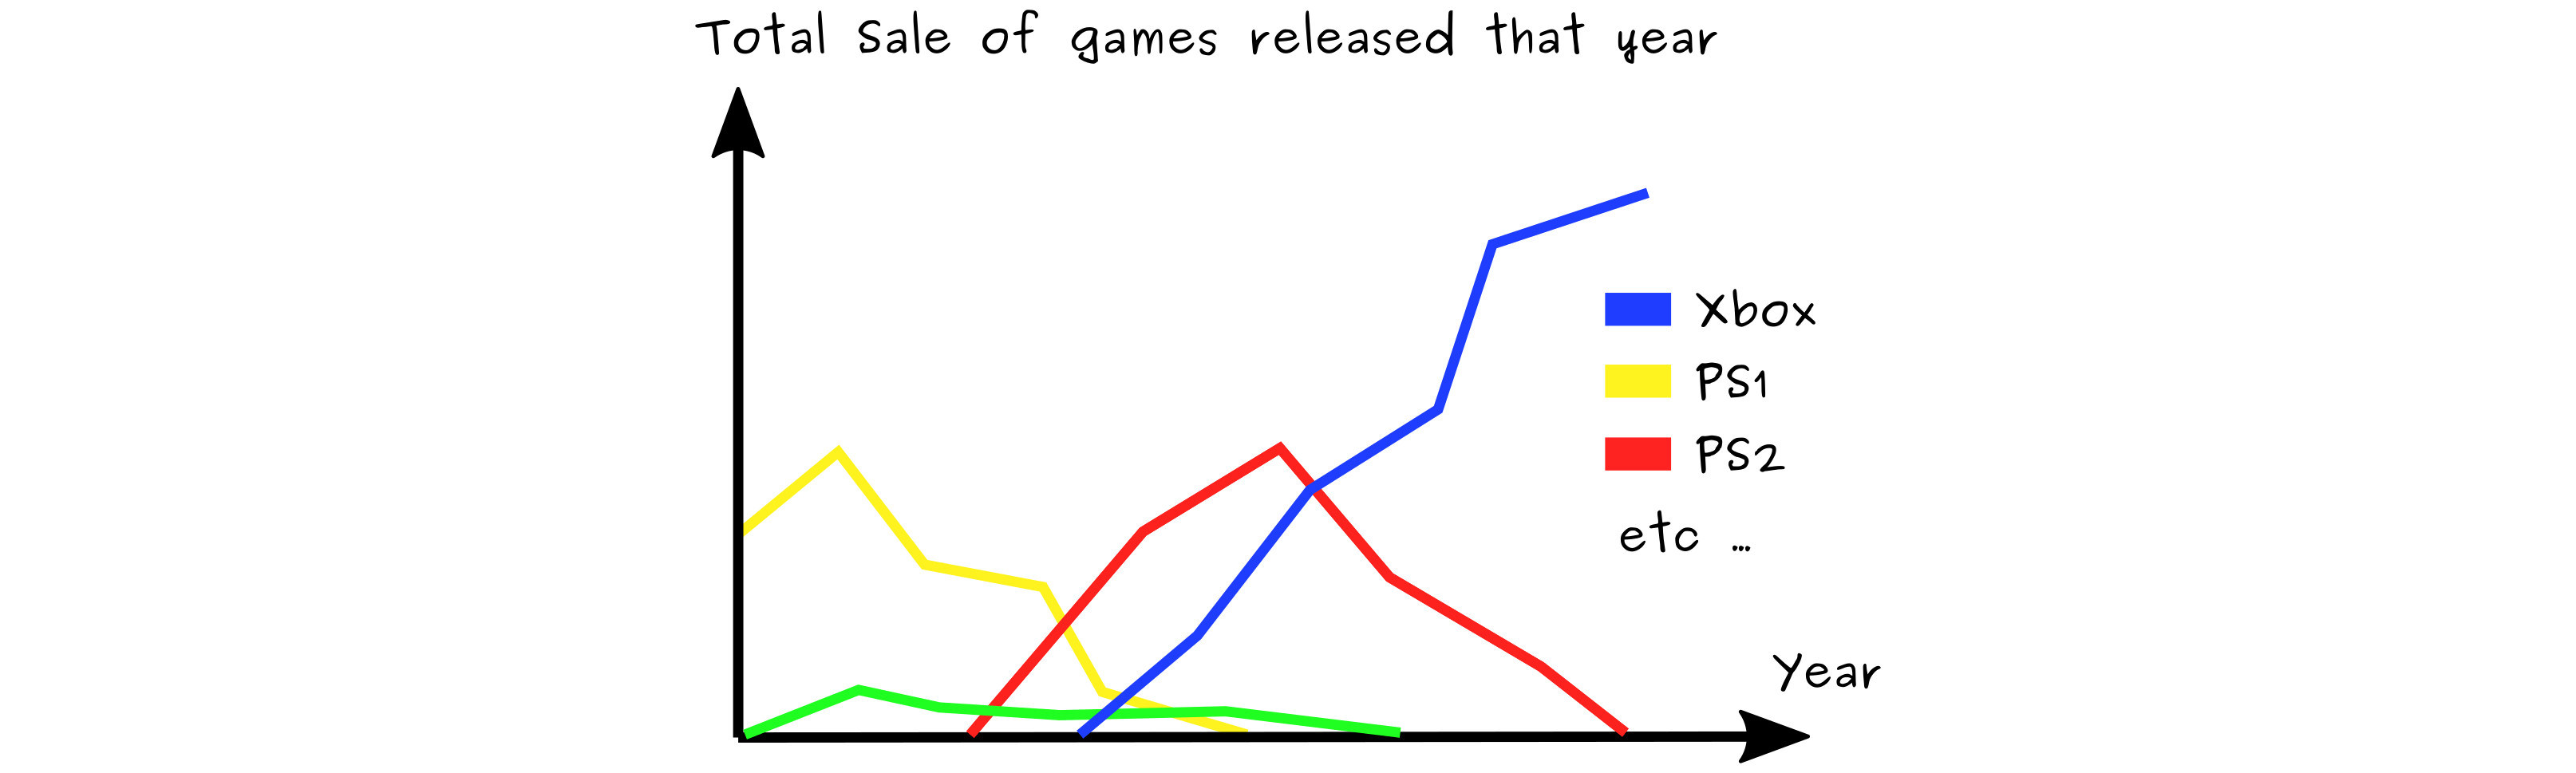 Total Sale of games released that year
Xbox
PS1
PS2
etc ...
Year